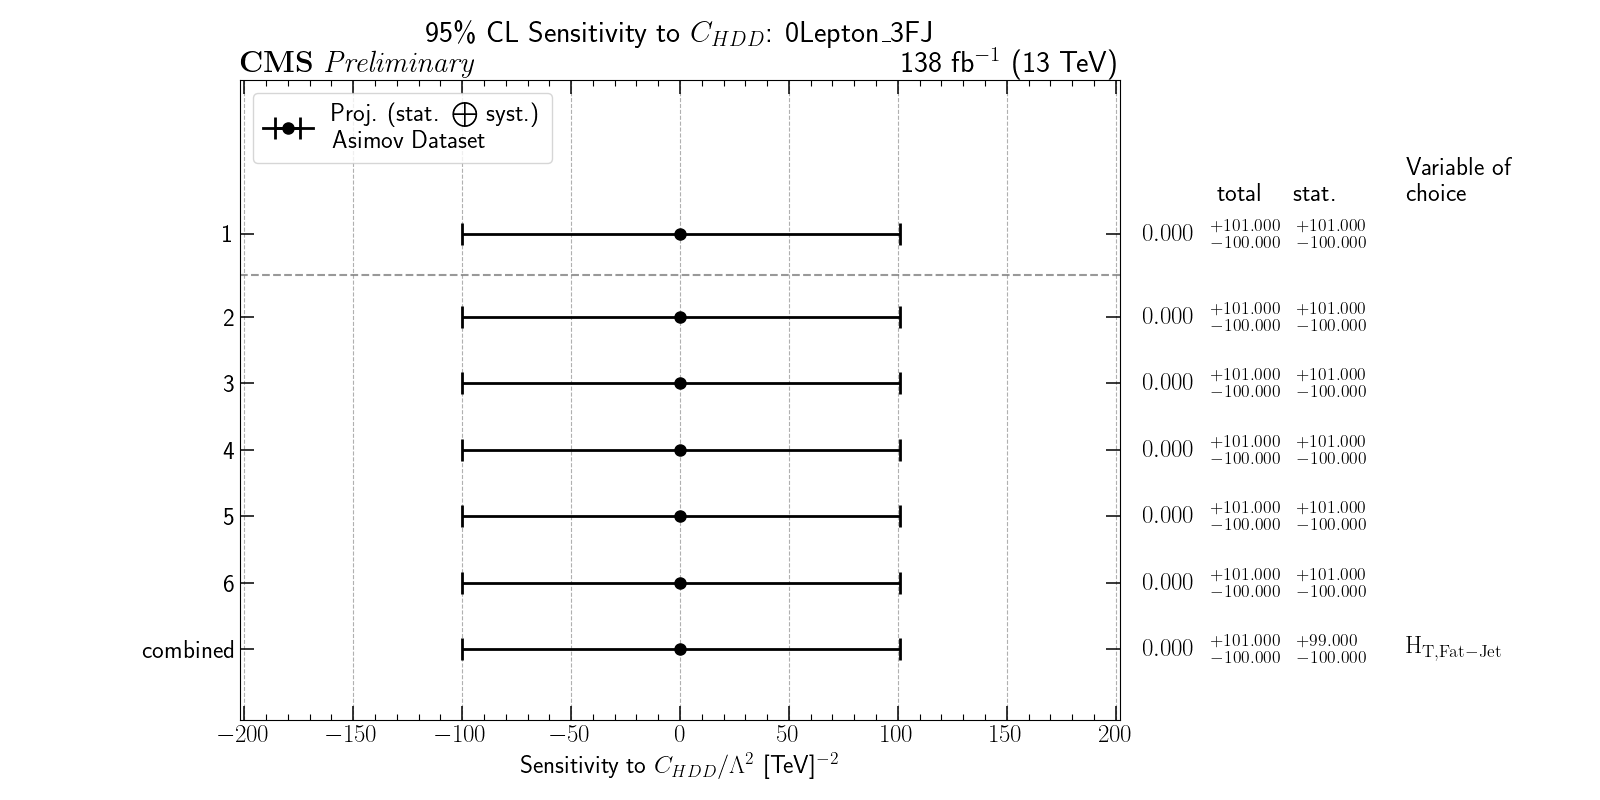 95% CL Sensitivity to C_{HDD}: 0Lepton_3FJ
CMS Preliminary 138 fb^{-1} (13 TeV)
Proj. (stat. ⊕ syst.)
Asimov Dataset
Variable of
total stat. choice
1 0.000 +101.000 -100.000 +101.000 -100.000
2 0.000 +101.000 -100.000 +101.000 -100.000
3 0.000 +101.000 -100.000 +101.000 -100.000
4 0.000 +101.000 -100.000 +101.000 -100.000
5 0.000 +101.000 -100.000 +101.000 -100.000
6 0.000 +101.000 -100.000 +101.000 -100.000
combined 0.000 +101.000 -100.000 +99.000 -100.000 H_{T,Fat-Jet}
-200 -150 -100 -50 0 50 100 150 200
Sensitivity to C_{HDD}/Λ^2 [TeV]^{-2}